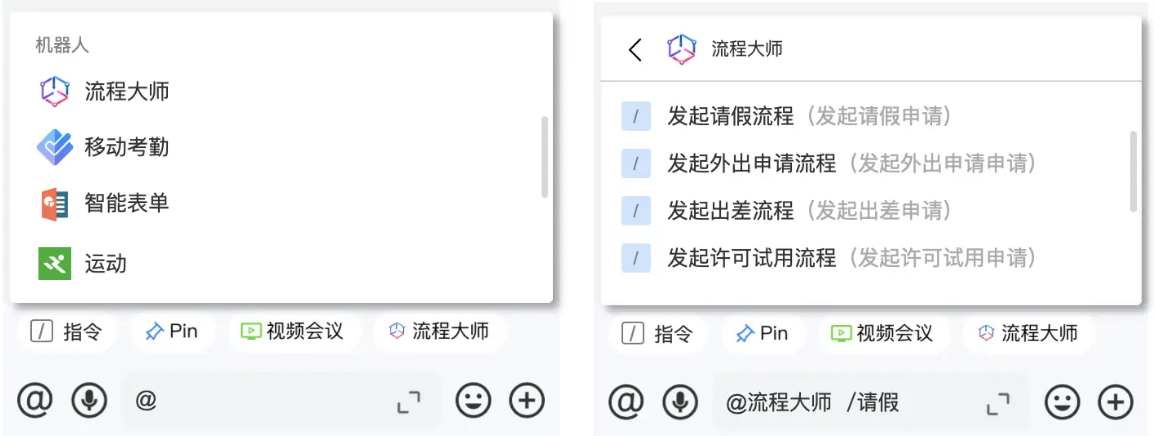 机器人
流程大师
移动考勤
智能表单
运动
/ 指令 Pin 视频会议 流程大师
@ @
流程大师
/ 发起请假流程（发起请假申请）
/ 发起外出申请流程（发起外出申请申请）
/ 发起出差流程（发起出差申请）
/ 发起许可试用流程（发起许可试用申请）
/ 指令 Pin 视频会议 流程大师
@ @流程大师 /请假